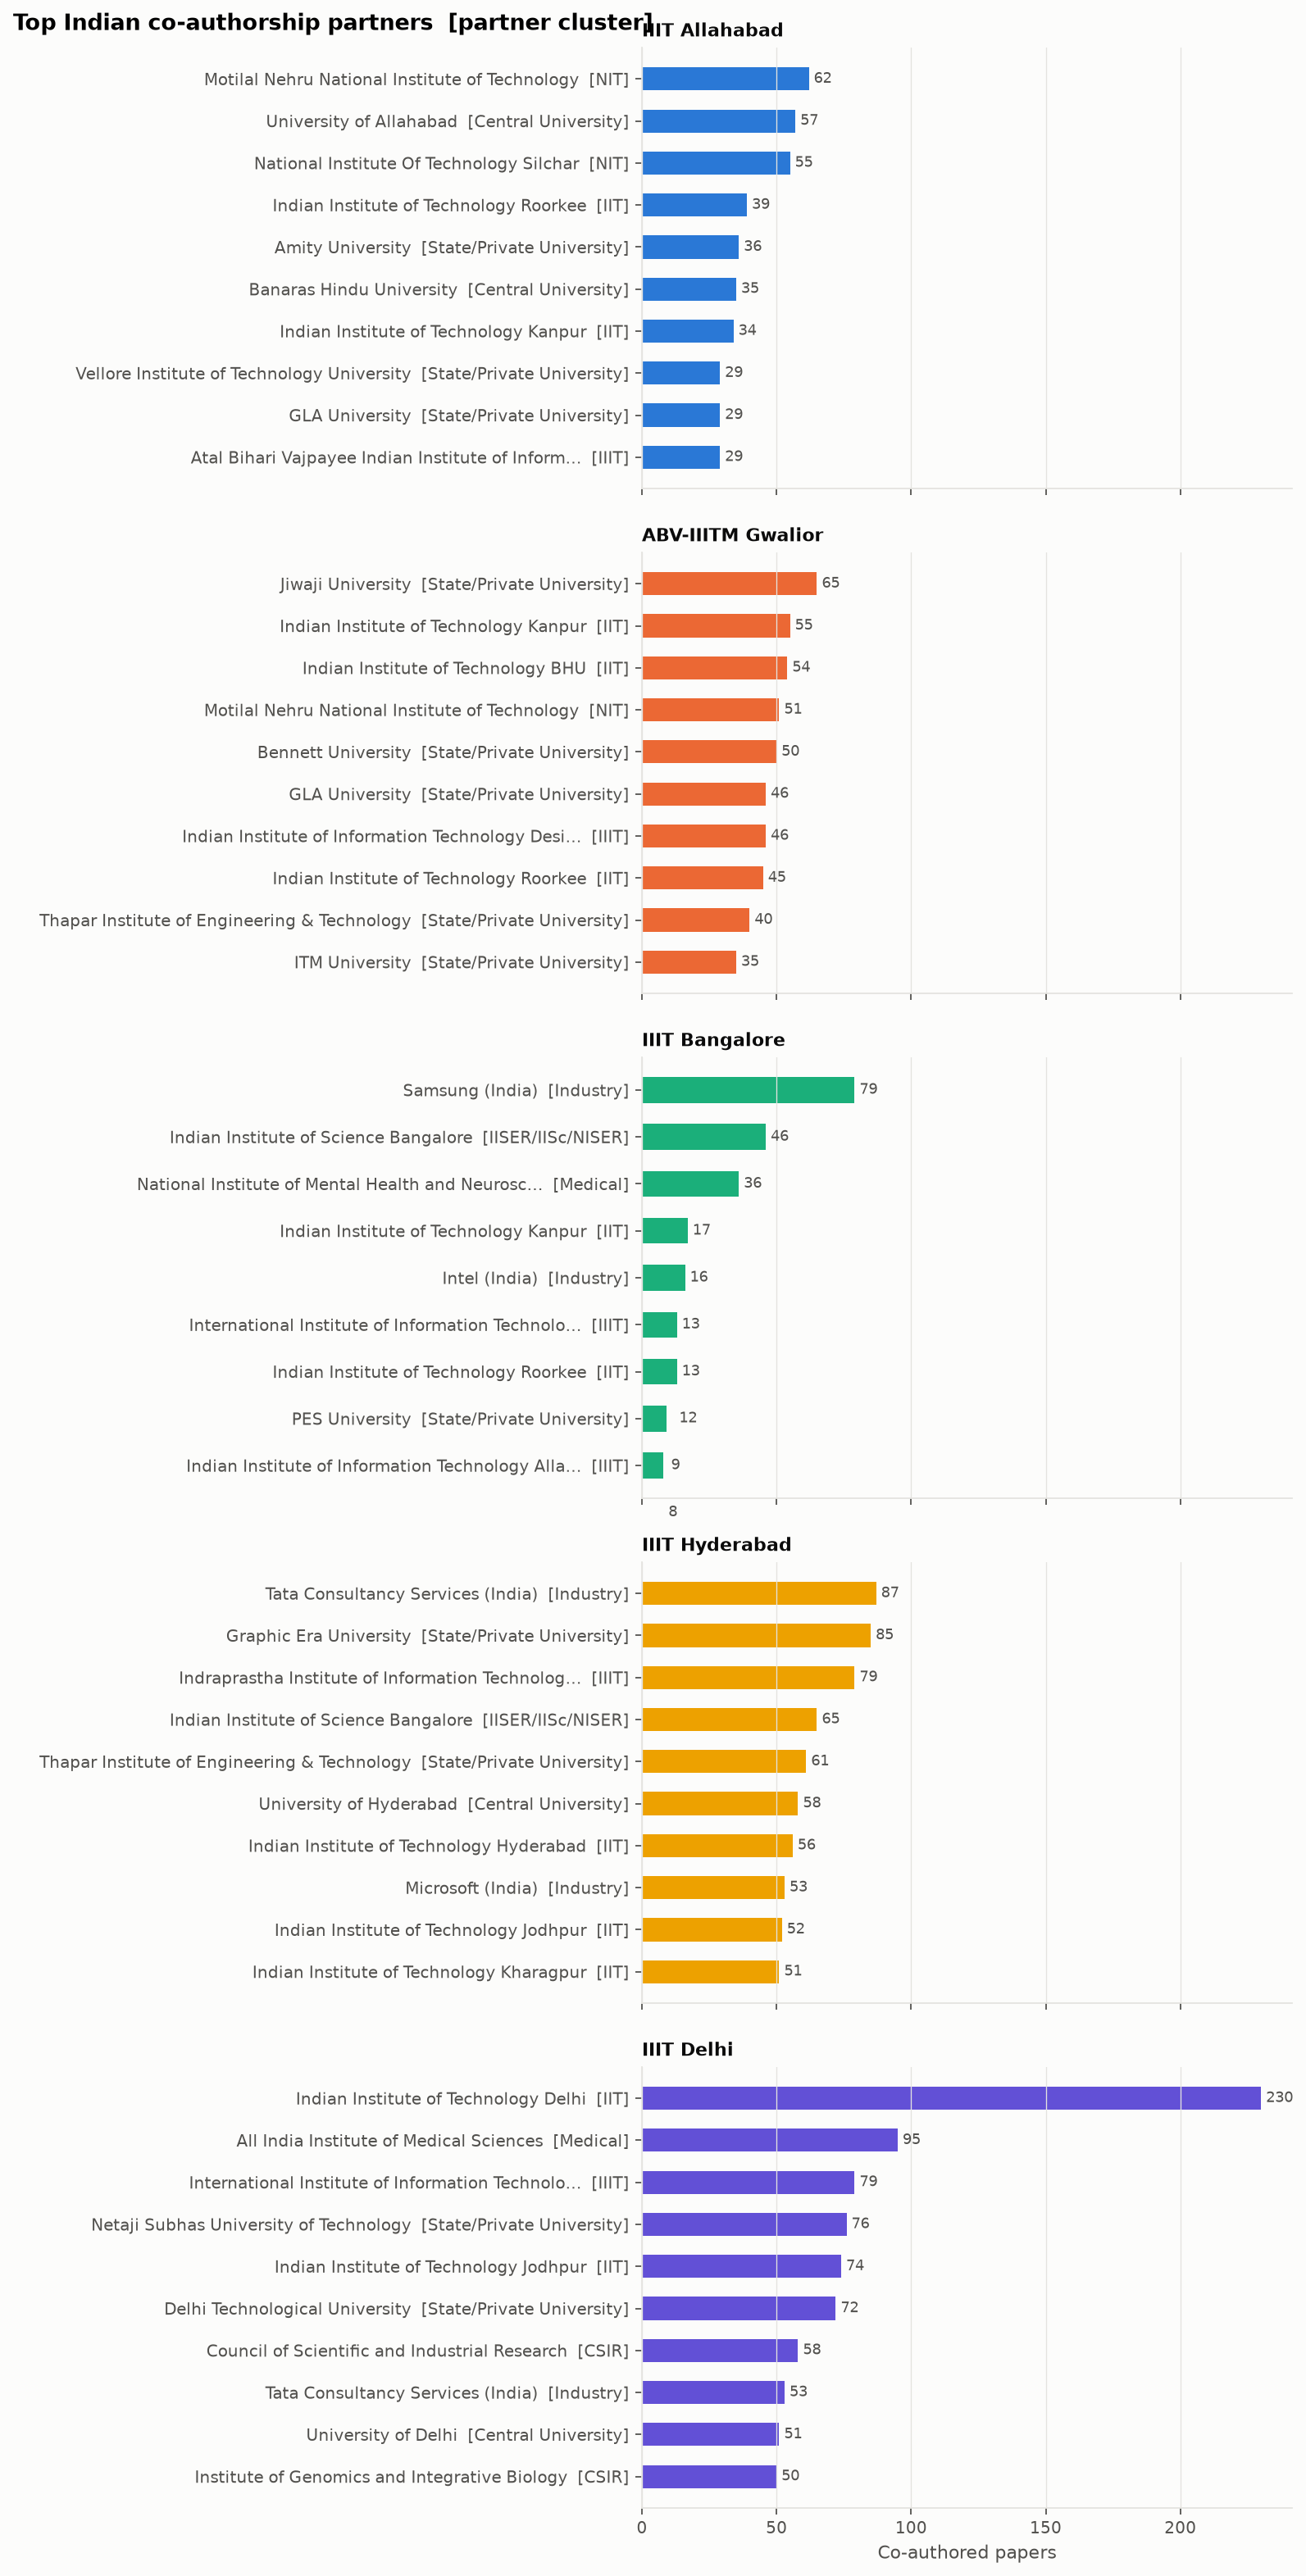 Top Indian co-authorship partners [partner cluster]
IIIT Allahabad
Motilal Nehru National Institute of Technology [NIT] 62
University of Allahabad [Central University] 57
National Institute Of Technology Silchar [NIT] 55
Indian Institute of Technology Roorkee [IIT] 39
Amity University [State/Private University] 36
Banaras Hindu University [Central University] 35
Indian Institute of Technology Kanpur [IIT] 34
Vellore Institute of Technology University [State/Private University] 29
GLA University [State/Private University] 29
Atal Bihari Vajpayee Indian Institute of Inform… [IIIT] 29
ABV-IIITM Gwalior
Jiwaji University [State/Private University] 65
Indian Institute of Technology Kanpur [IIT] 55
Indian Institute of Technology BHU [IIT] 54
Motilal Nehru National Institute of Technology [NIT] 51
Bennett University [State/Private University] 50
GLA University [State/Private University] 46
Indian Institute of Information Technology Desi… [IIIT] 46
Indian Institute of Technology Roorkee [IIT] 45
Thapar Institute of Engineering & Technology [State/Private University] 40
ITM University [State/Private University] 35
IIIT Bangalore
Samsung (India) [Industry] 79
Indian Institute of Science Bangalore [IISER/IISc/NISER] 46
National Institute of Mental Health and Neurosc… [Medical] 36
Indian Institute of Technology Kanpur [IIT] 17
Intel (India) [Industry] 16
International Institute of Information Technolo… [IIIT] 13
Indian Institute of Technology Roorkee [IIT] 13
PES University [State/Private University] 12
Indian Institute of Information Technology Alla… [IIIT] 9
8
IIIT Hyderabad
Tata Consultancy Services (India) [Industry] 87
Graphic Era University [State/Private University] 85
Indraprastha Institute of Information Technolog… [IIIT] 79
Indian Institute of Science Bangalore [IISER/IISc/NISER] 65
Thapar Institute of Engineering & Technology [State/Private University] 61
University of Hyderabad [Central University] 58
Indian Institute of Technology Hyderabad [IIT] 56
Microsoft (India) [Industry] 53
Indian Institute of Technology Jodhpur [IIT] 52
Indian Institute of Technology Kharagpur [IIT] 51
IIIT Delhi
Indian Institute of Technology Delhi [IIT] 230
All India Institute of Medical Sciences [Medical] 95
International Institute of Information Technolo… [IIIT] 79
Netaji Subhas University of Technology [State/Private University] 76
Indian Institute of Technology Jodhpur [IIT] 74
Delhi Technological University [State/Private University] 72
Council of Scientific and Industrial Research [CSIR] 58
Tata Consultancy Services (India) [Industry] 53
University of Delhi [Central University] 51
Institute of Genomics and Integrative Biology [CSIR] 50
0 50 100 150 200
Co-authored papers